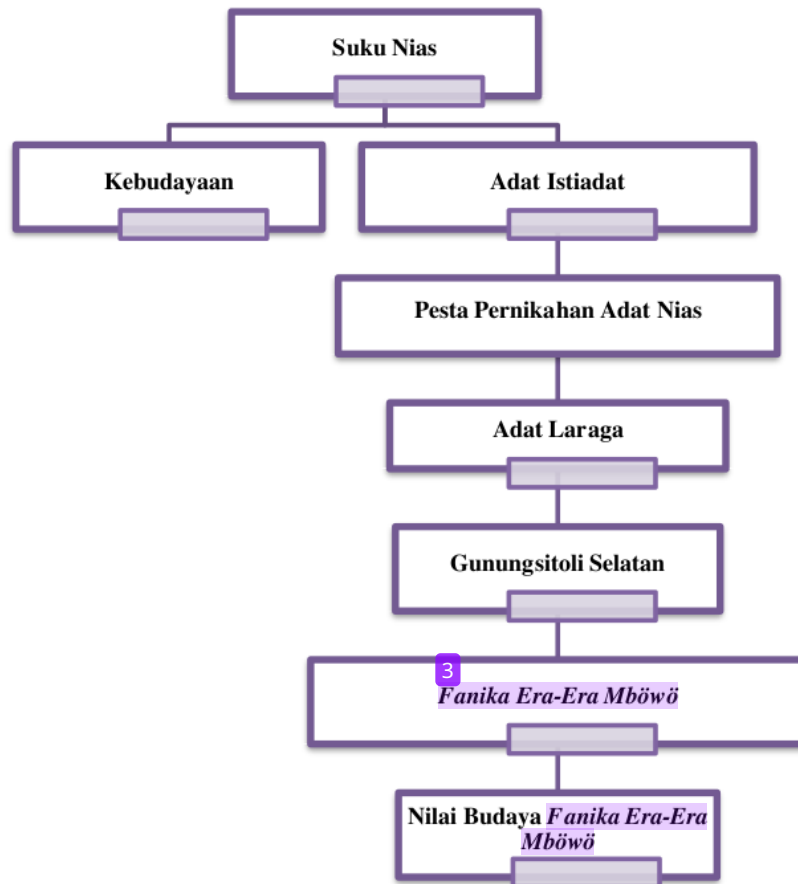 Suku Nias
Kebudayaan
Adat Istiadat
Pesta Pernikahan Adat Nias
Adat Laraga
Gunungsitoli Selatan
3
Fanika Era-Era Mböwö
Nilai Budaya Fanika Era-Era
Mböwö